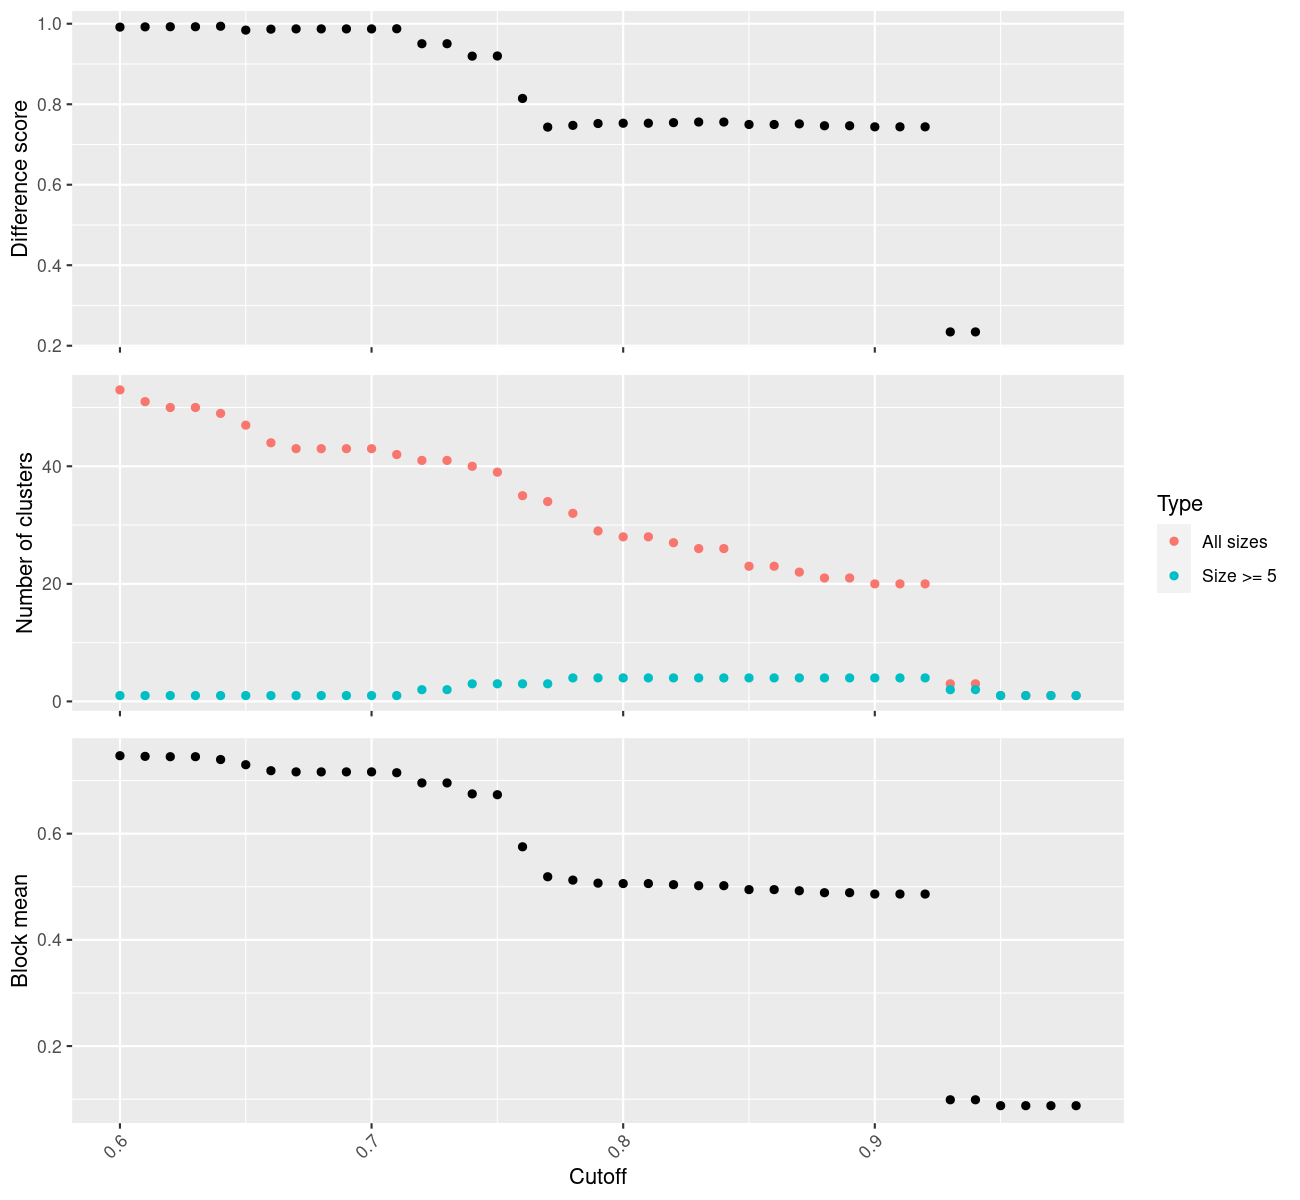 Difference score
1.0
0.8
0.6
0.4
0.2
Number of clusters
40
20
0
Type
All sizes
Size >= 5
Block mean
0.6
0.4
0.2
0.6
0.7
0.8
0.9
Cutoff